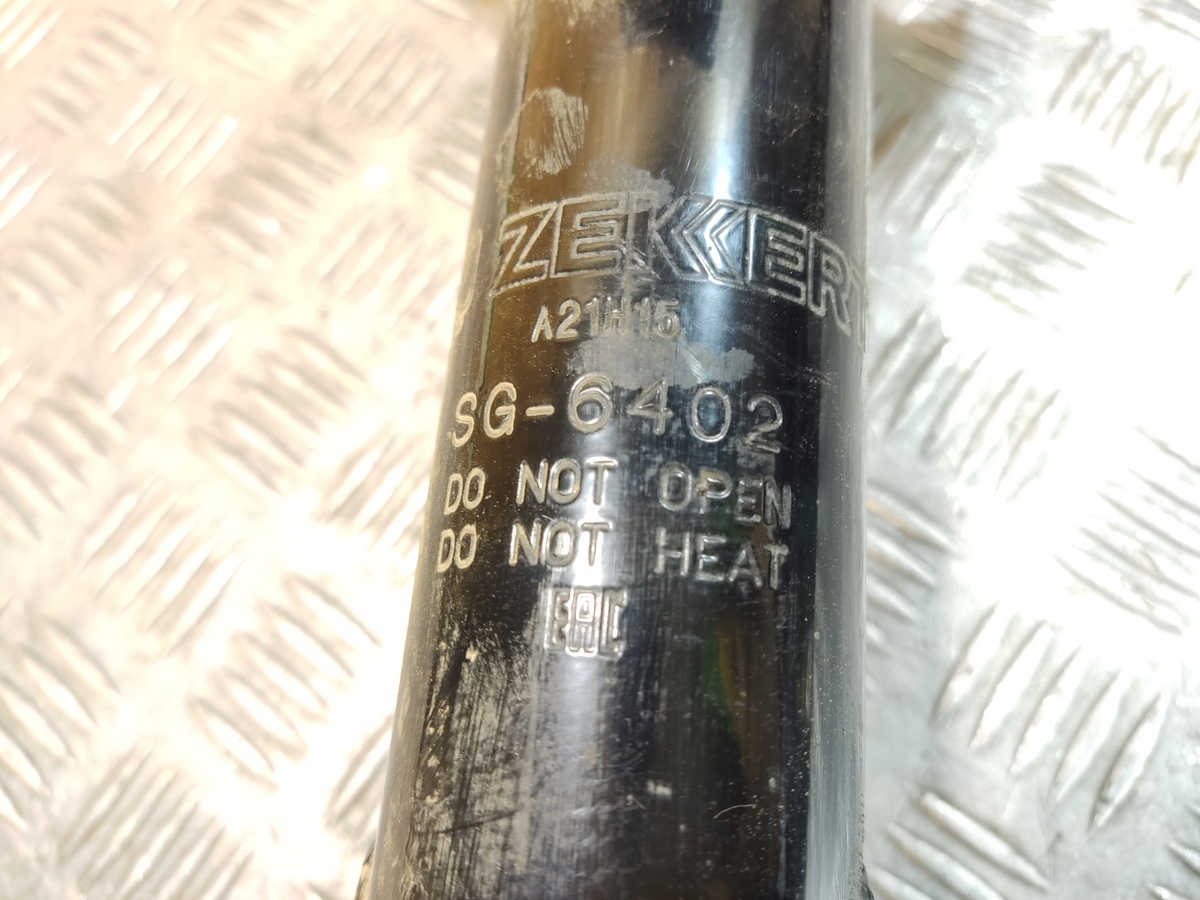 ZEKKERT
A21H15
SG-6402
DO NOT OPEN
DO NOT HEAT
EAC